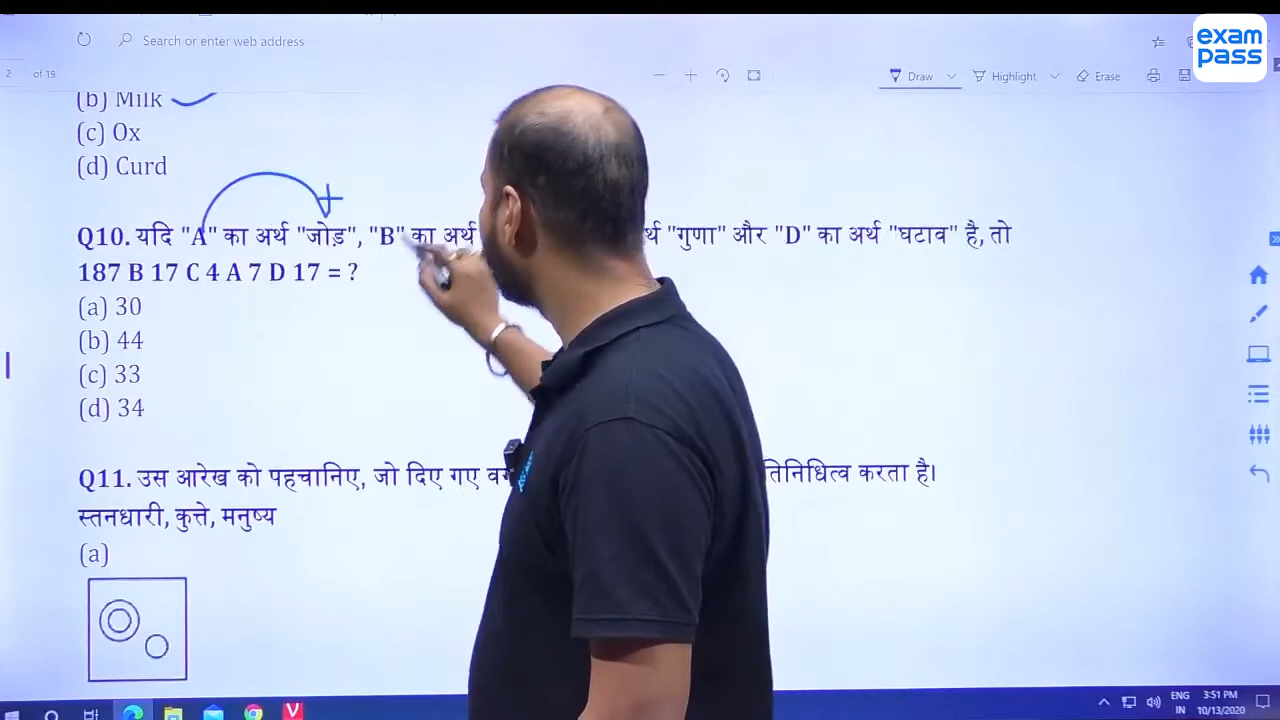 exam
pass
Search or enter web address
2 of 19
Draw
Highlight
Erase
(b) Milk
(c) Ox
(d) Curd
+
Q10. यदि "A" का अर्थ "जोड़", "B" का अर्थ "गुणा" और "D" का अर्थ "घटाव" है, तो
187 B 17 C 4 A 7 D 17 = ?
(a) 30
(b) 44
(c) 33
(d) 34
Q11. उस आरेख को पहचानिए, जो दिए गए करता है।
स्तनधारी, कुत्ते, मनुष्य
(a)
ENG
IN
3:51 PM
10/13/2020